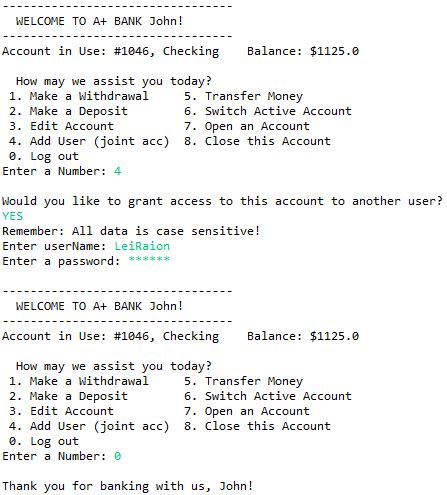 ---------------------------------
WELCOME TO A+ BANK John!
---------------------------------
Account in Use: #1046, Checking    Balance: $1125.0
How may we assist you today?
1. Make a Withdrawal     5. Transfer Money
2. Make a Deposit        6. Switch Active Account
3. Edit Account          7. Open an Account
4. Add User (joint acc)  8. Close this Account
0. Log out
Enter a Number: 4
Would you like to grant access to this account to another user?
YES
Remember: All data is case sensitive!
Enter userName: LeiRaion
Enter a password: ******
---------------------------------
WELCOME TO A+ BANK John!
---------------------------------
Account in Use: #1046, Checking    Balance: $1125.0
How may we assist you today?
1. Make a Withdrawal     5. Transfer Money
2. Make a Deposit        6. Switch Active Account
3. Edit Account          7. Open an Account
4. Add User (joint acc)  8. Close this Account
0. Log out
Enter a Number: 0
Thank you for banking with us, John!